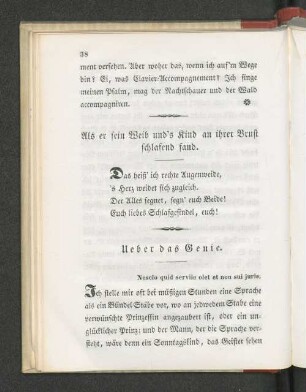 38
ment versehen. Aber woher das, wenn ich auf'm Wege
bin? Ei, was Clavier-Accompagnement! Ich singe
meinen Psalm, mag der Nachtschauer und der Wald
accompagniren.
Als er sein Weib und's Kind an ihrer Brust
schlafend fand.
Das heiß' ich rechte Augenweide,
's Herz weidet sich zugleich.
Der Alles segnet, segn' euch Beide!
Euch liebes Schlafgesindel, euch!
Ueber das Genie.
Nescio quid servile olet et non sui juris.
Ich stelle mir oft bei müßigen Stunden eine Sprache
als ein Bündel Stäbe vor, wo an jedwedem Stabe eine
verwünschte Prinzessin angezaubert ist, oder ein un-
glücklicher Prinz; und der Mann, der die Sprache ver-
steht, wäre denn ein Sonntagskind, das Geister sehen